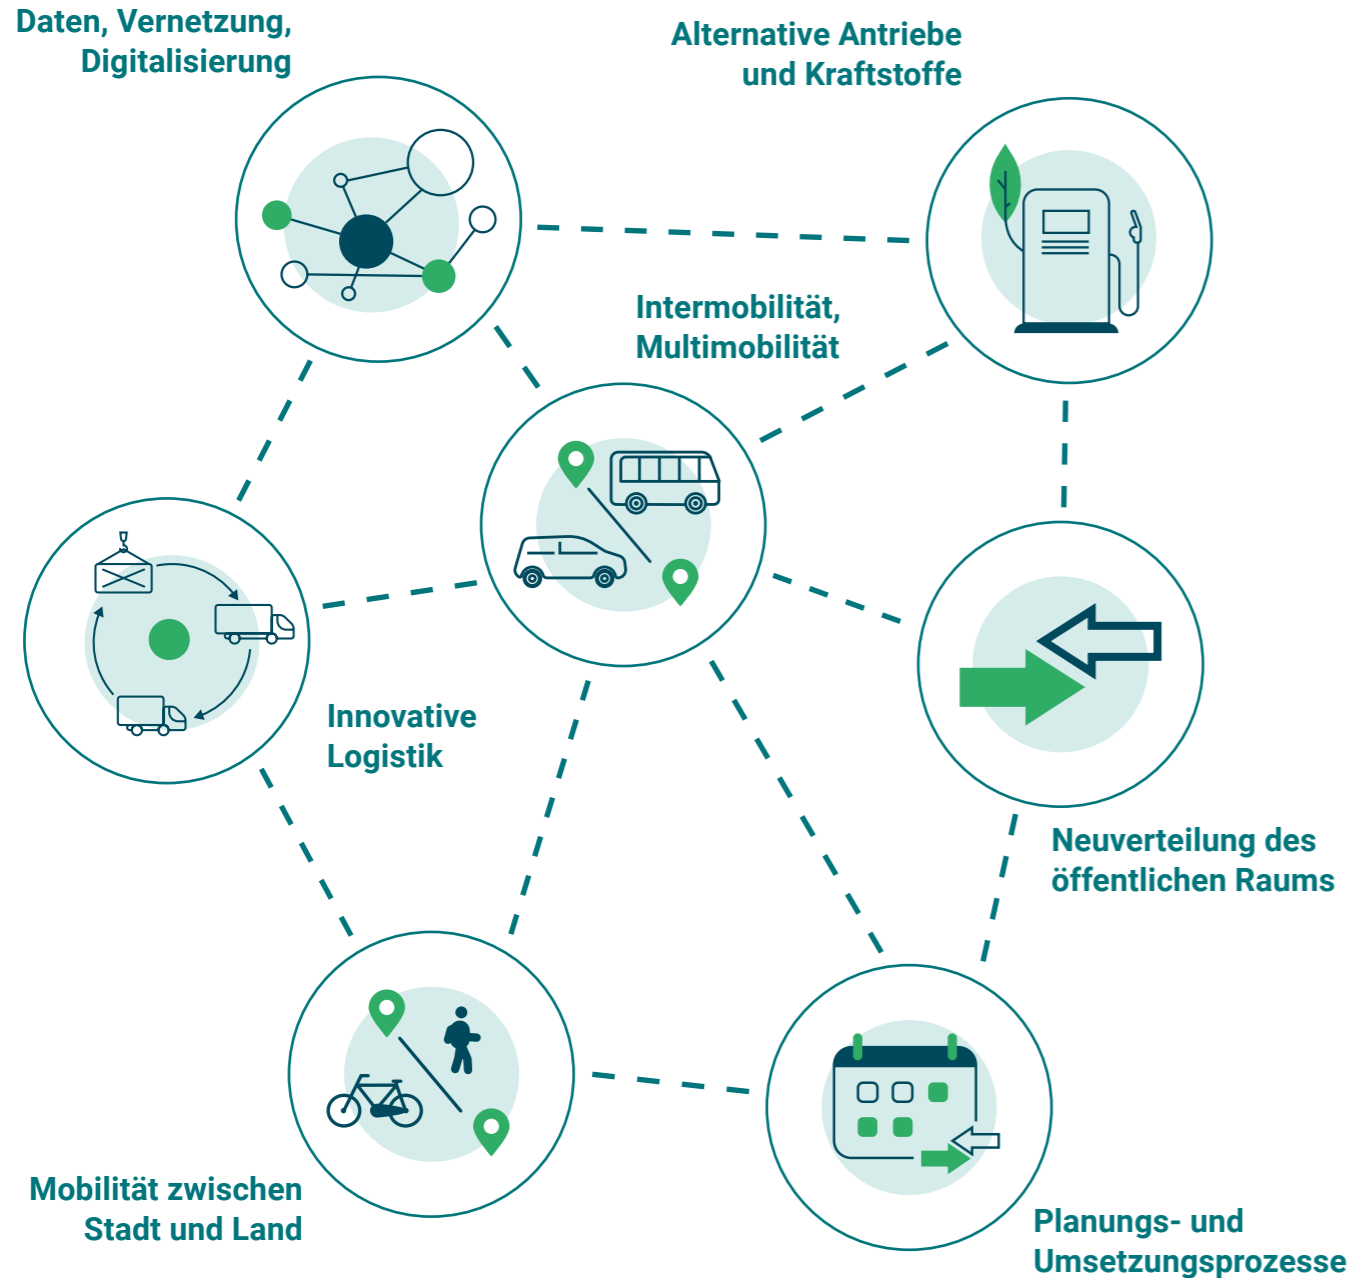 Daten, Vernetzung,
Digitalisierung
Alternative Antriebe
und Kraftstoffe
Intermobilität,
Multimobilität
Innovative
Logistik
Neuverteilung des
öffentlichen Raums
Mobilität zwischen
Stadt und Land
Planungs- und
Umsetzungsprozesse